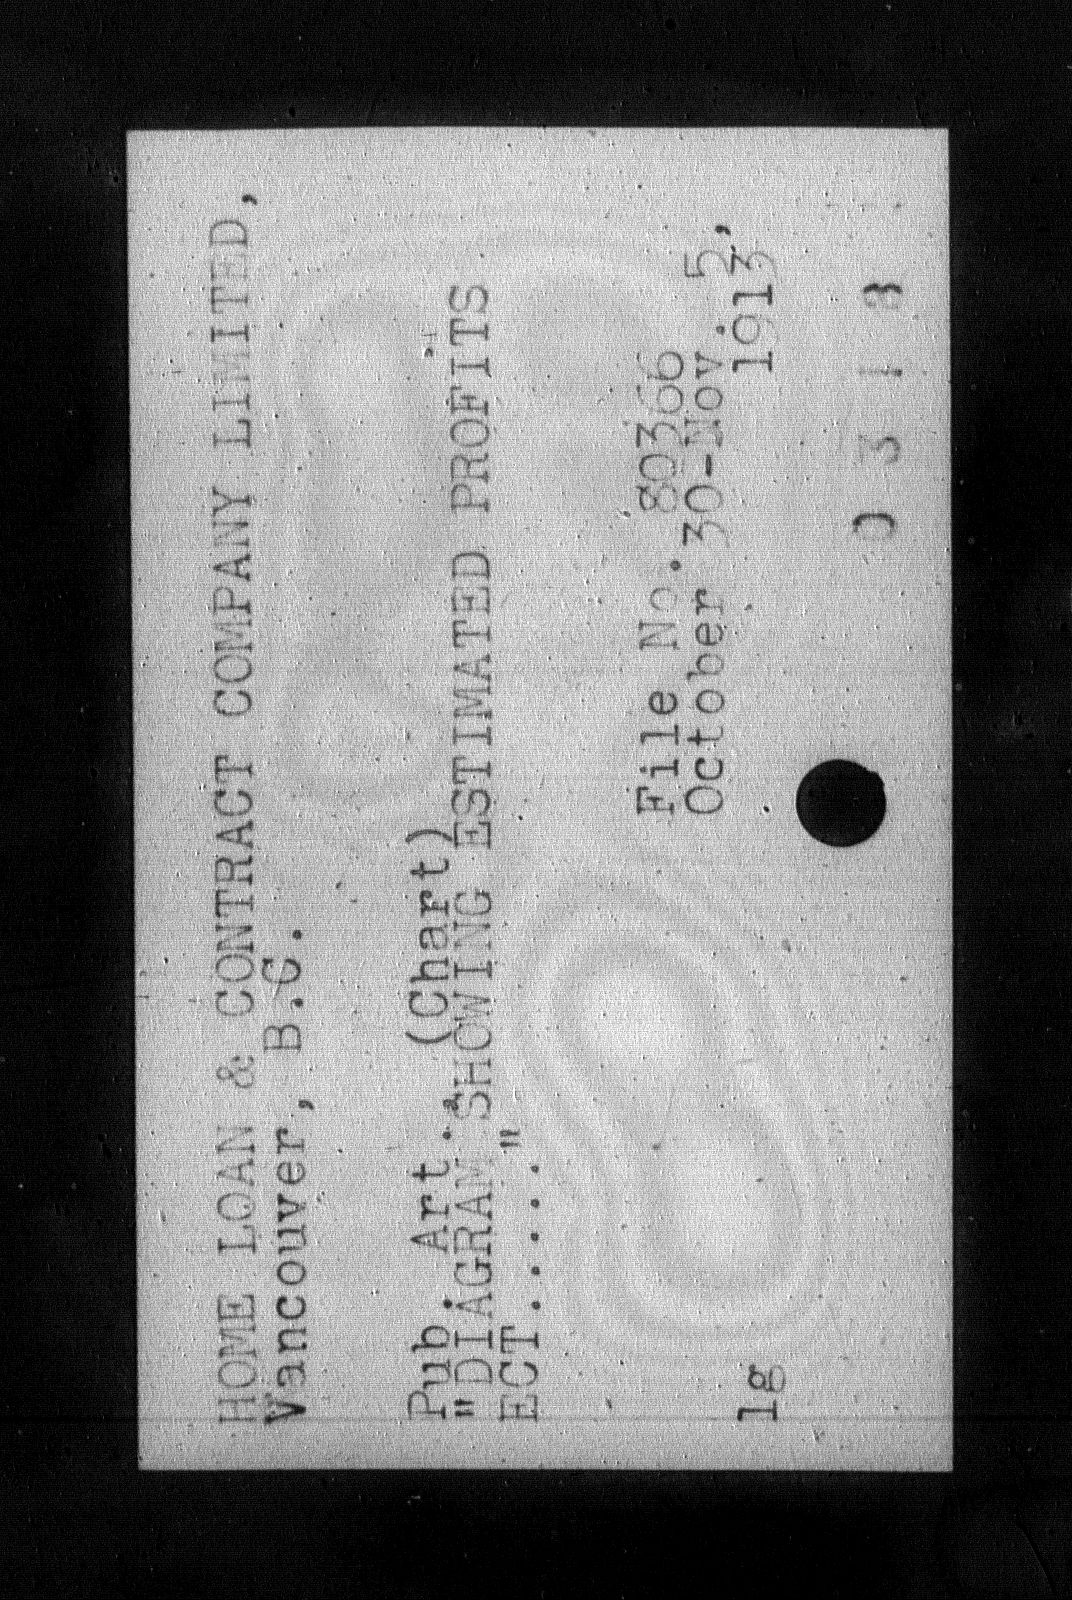 HOME LOAN & CONTRACT COMPANY LIMITED,
Vancouver, B.C.
Pub. Art.. (Chart)
"DIAGRAM SHOWING ESTIMATED PROFITS
ECT......"
File No. 80366
October 30-Nov. 5,
1913
lg
0313